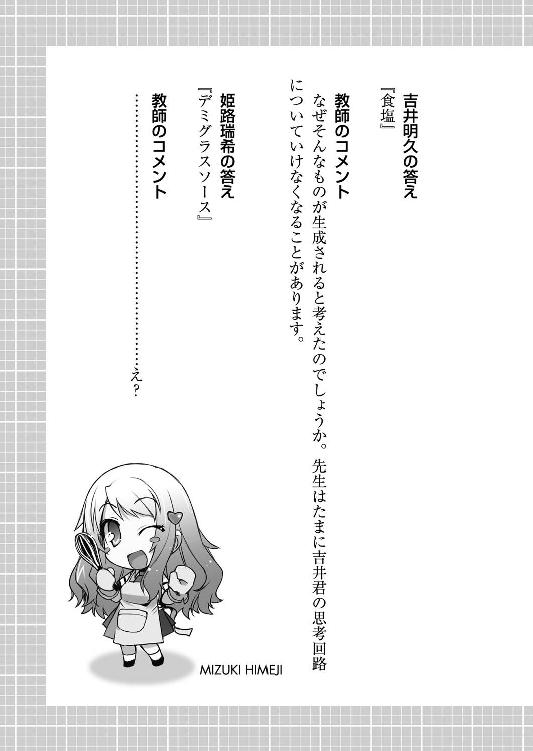 吉井明久の答え
『食塩』
教師のコメント
　なぜそんなものが生成されると考えたのでしょうか。先生はたまに吉井君の思考回路
についていけなくなることがあります。
姫路瑞希の答え
『デミグラスソース』
教師のコメント
……………………………………………え？
MIZUKI HIMEJI